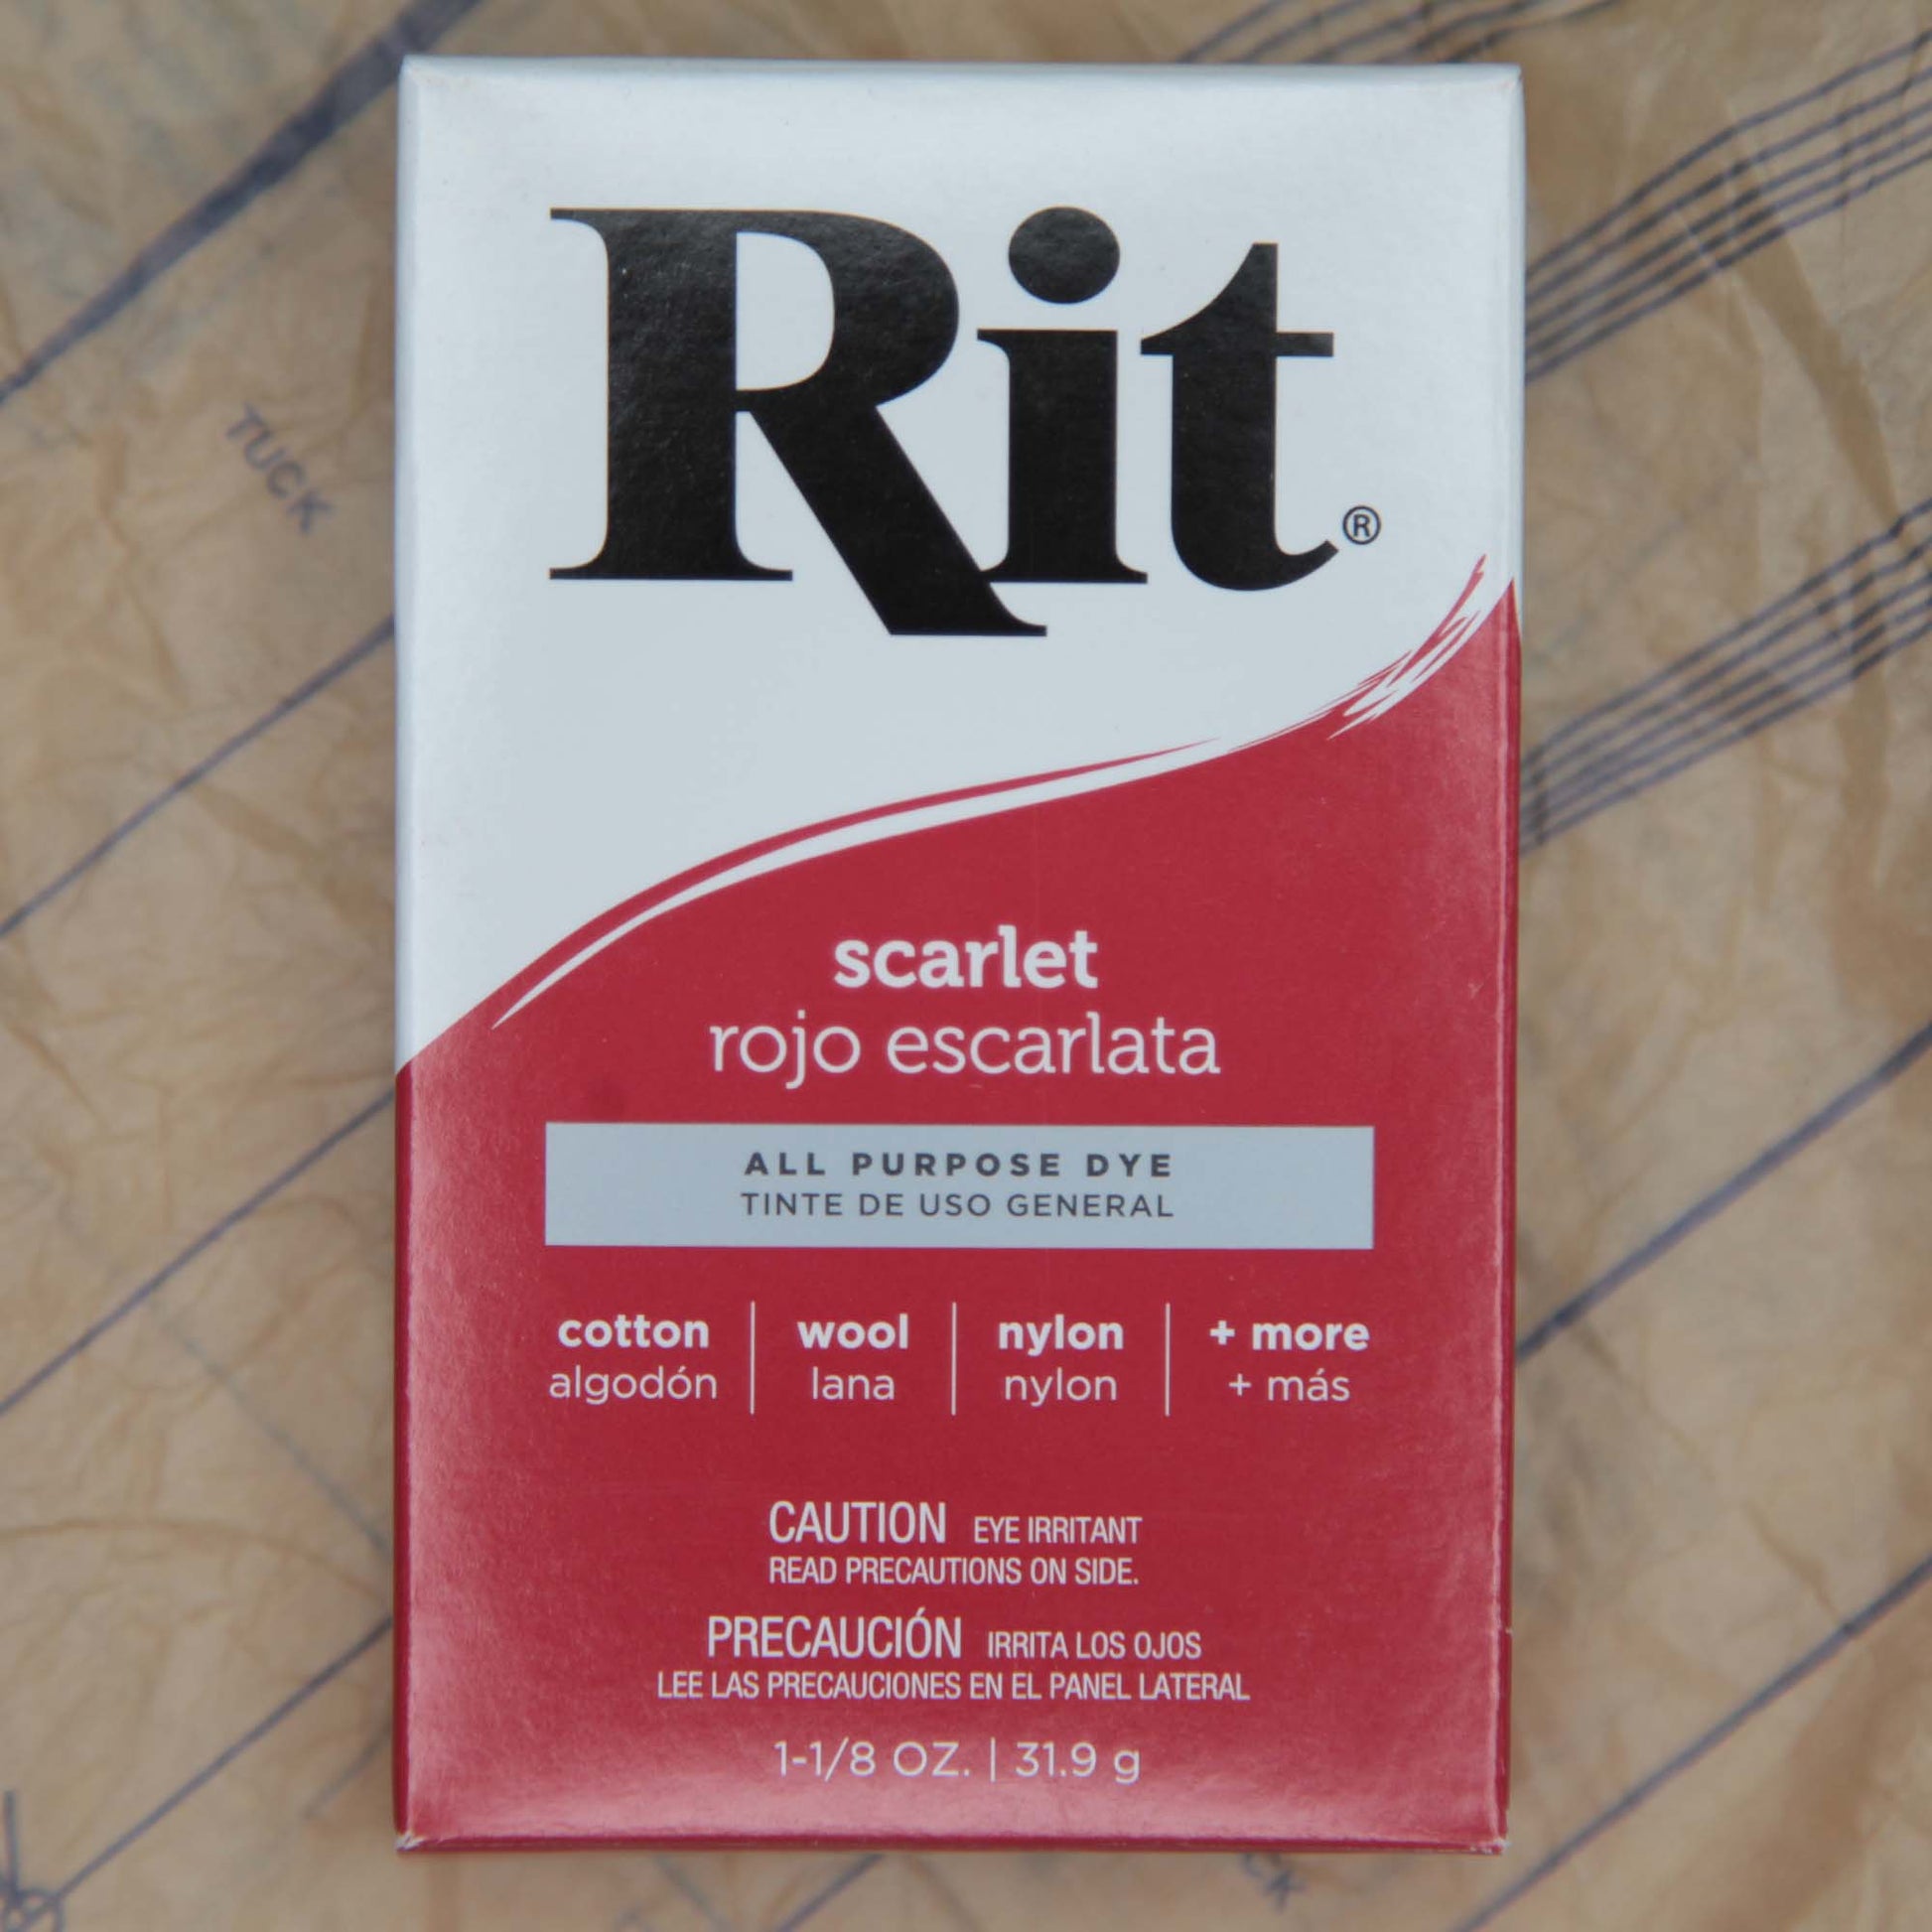 TUCK
Rit®
scarlet
rojo escarlata
ALL PURPOSE DYE
TINTE DE USO GENERAL
cotton | wool | nylon | + more
algodón | lana | nylon | + más
CAUTION EYE IRRITANT
READ PRECAUTIONS ON SIDE.
PRECAUCIÓN IRRITA LOS OJOS
LEE LAS PRECAUCIONES EN EL PANEL LATERAL
1-1/8 OZ. | 31.9 g